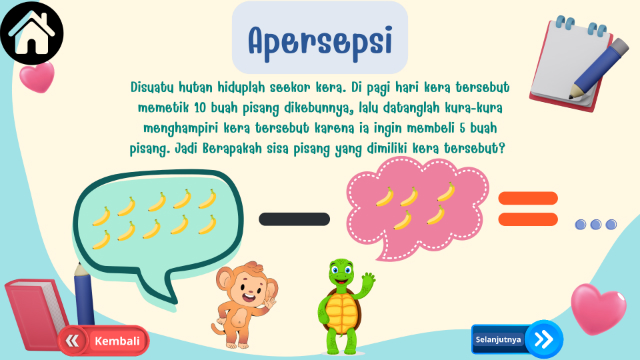 Apersepsi
Disuatu hutan hiduplah seekor kera. Di pagi hari kera tersebut
memetik 10 buah pisang dikebunnya, lalu datanglah kura-kura
menghampiri kera tersebut karena ia ingin membeli 5 buah
pisang. Jadi Berapakah sisa pisang yang dimiliki kera tersebut?
Kembali
Selanjutnya